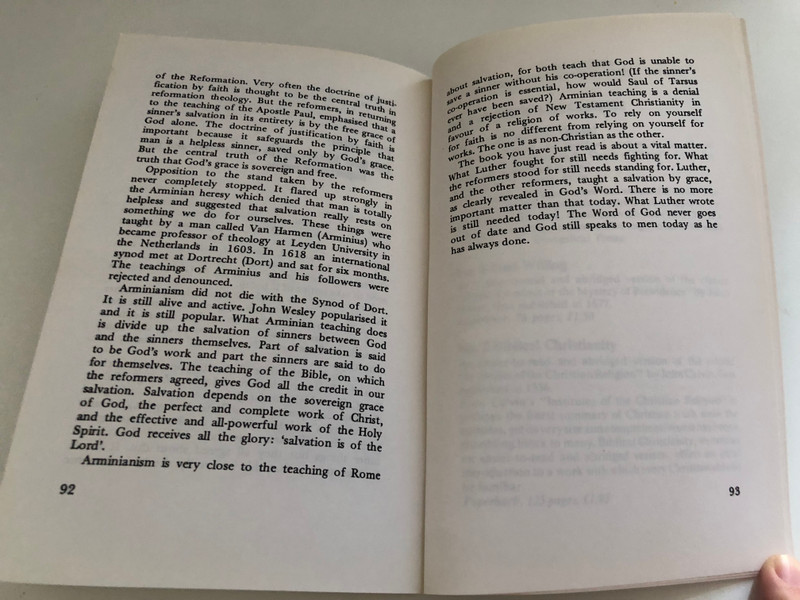 of the Reformation. Very often the doctrine of justi-
fication by faith is thought to be the central truth in
reformation theology. But the reformers, in returning
to the teaching of the Apostle Paul, emphasised that a
sinner's salvation in its entirety is by the free grace of
God alone. The doctrine of justification by faith is
important because it safeguards the principle that
man is a helpless sinner, saved only by God's grace.
But the central truth of the Reformation was the
truth that God's grace is sovereign and free.
Opposition to the stand taken by the reformers
never completely stopped. It flared up strongly in
the Arminian heresy which denied that man is totally
helpless and suggested that salvation really rests on
something we do for ourselves. These things were
taught by a man called Van Harmen (Arminius) who
became professor of theology at Leyden University in
the Netherlands in 1603. In 1618 an international
synod met at Dortrecht (Dort) and sat for six months.
The teachings of Arminius and his followers were
rejected and denounced.
Arminianism did not die with the Synod of Dort.
It is still alive and active. John Wesley popularised it
and it is still popular. What Arminian teaching does
is divide up the salvation of sinners between God
and the sinners themselves. Part of salvation is said
to be God's work and part the sinners are said to do
for themselves. The teaching of the Bible, on which
the reformers agreed, gives God all the credit in our
salvation. Salvation depends on the sovereign grace
of God, the perfect and complete work of Christ,
and the effective and all-powerful work of the Holy
Spirit. God receives all the glory: 'salvation is of the
Lord'.
Arminianism is very close to the teaching of Rome
92
about salvation, for both teach that God is unable to
save a sinner without his co-operation! (If the sinner's
co-operation is essential, how would Saul of Tarsus
ever have been saved?) Arminian teaching is a denial
and a rejection of New Testament Christianity in
favour of a religion of works. To rely on yourself
for faith is no different from relying on yourself for
works. The one is as non-Christian as the other.
The book you have just read is about a vital matter.
What Luther fought for still needs fighting for. What
the reformers stood for still needs standing for. Luther,
and the other reformers, taught a salvation by grace,
as clearly revealed in God's Word. There is no more
important matter than that today. What Luther wrote
is still needed today! The Word of God never goes
out of date and God still speaks to men today as he
has always done.
93